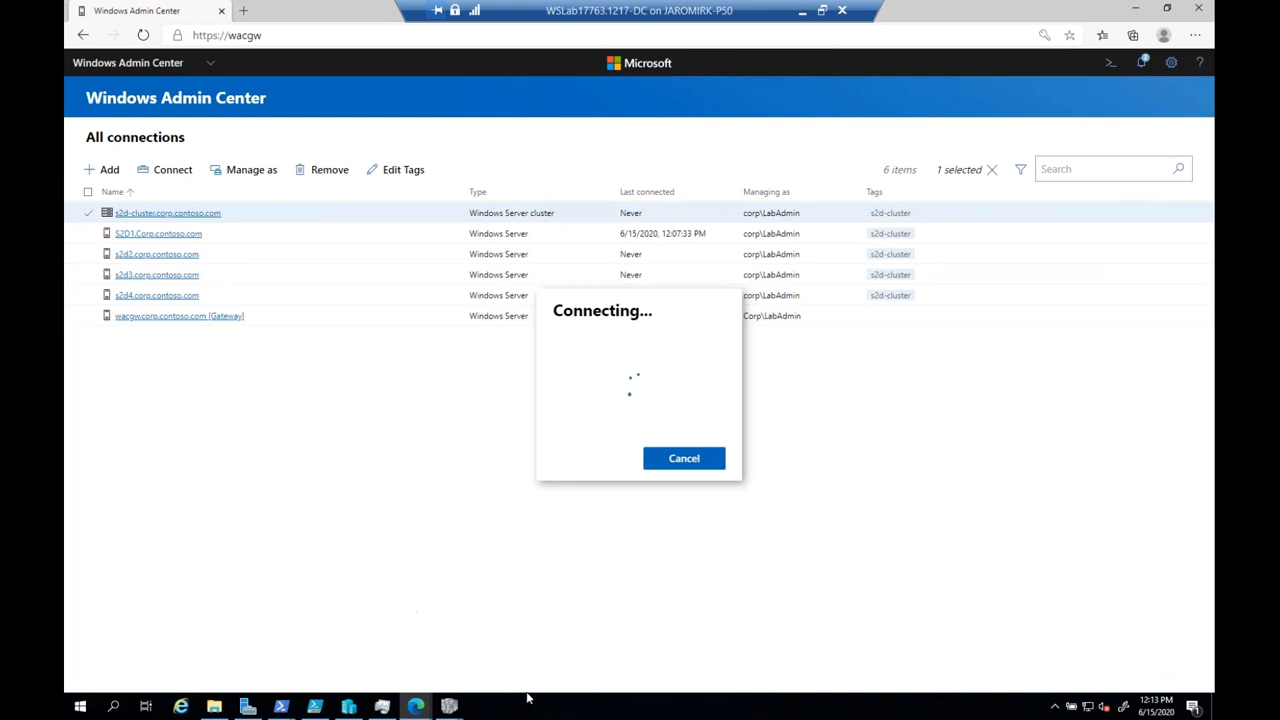 Windows Admin Center
WSLab17763.1217-DC on JAROMIRK-P50
https://wacgw
Windows Admin Center
Microsoft
Windows Admin Center
All connections
Add Connect Manage as Remove Edit Tags 6 items 1 selected Search
Name Type Last connected Managing as Tags
s2d-cluster.corp.contoso.com Windows Server cluster Never corp\LabAdmin s2d-cluster
S2D1.Corp.contoso.com Windows Server 6/15/2020, 12:07:33 PM corp\LabAdmin s2d-cluster
s2d2.corp.contoso.com Windows Server Never corp\LabAdmin s2d-cluster
s2d3.corp.contoso.com Windows Server Never corp\LabAdmin s2d-cluster
s2d4.corp.contoso.com Windows Server corp\LabAdmin s2d-cluster
wacgw.corp.contoso.com [Gateway] Windows Server Corp\LabAdmin
Connecting...
Cancel
12:13 PM
6/15/2020